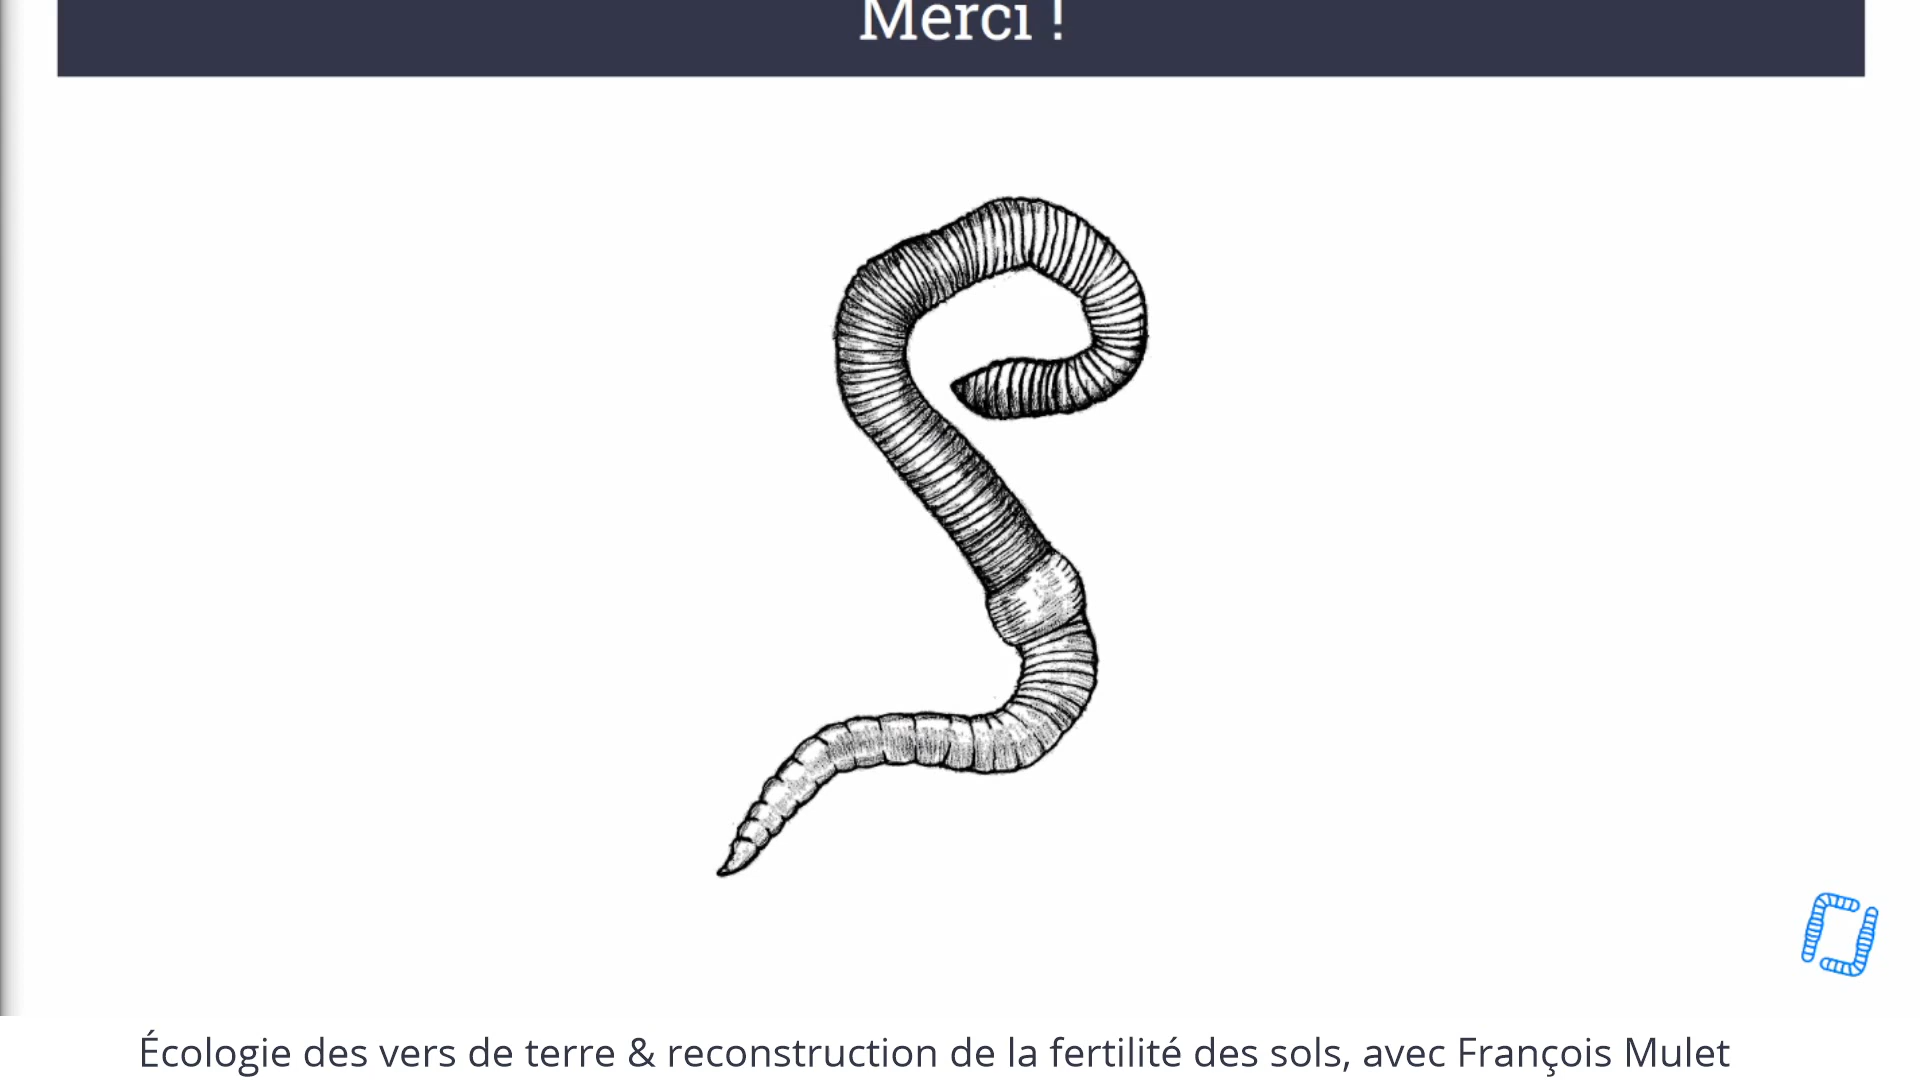 Merci !
Écologie des vers de terre & reconstruction de la fertilité des sols, avec François Mulet